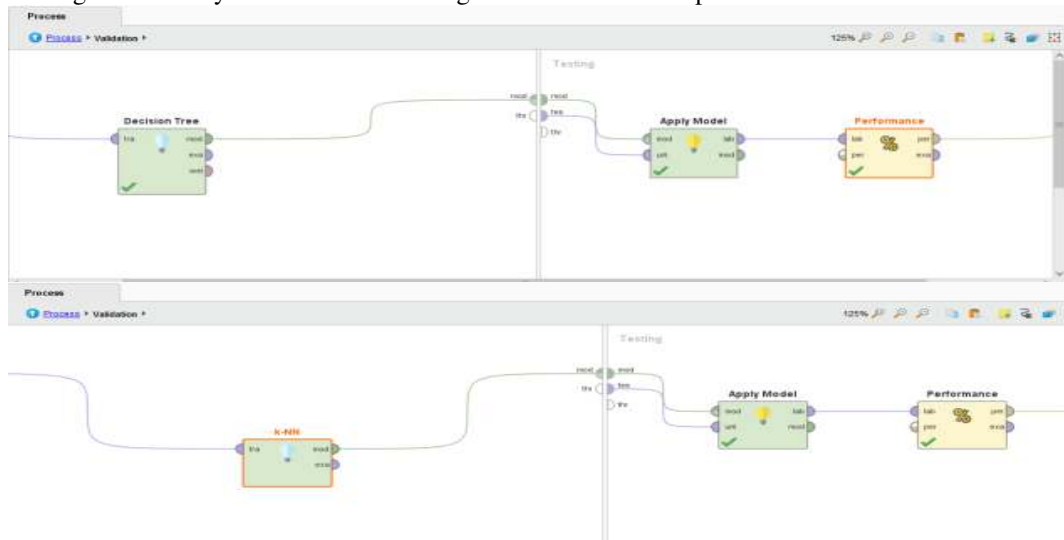 Process
Process ▸ Validation ▸
125%
Testing
mod mod
thr tes
thr
Decision Tree
tra mod
exa
wei
Apply Model
mod lab
unl mod
Performance
lab per
per exa
Process
Process ▸ Validation ▸
125%
Testing
mod mod
thr tes
thr
k-NN
tra mod
exa
Apply Model
mod lab
unl mod
Performance
lab per
per exa